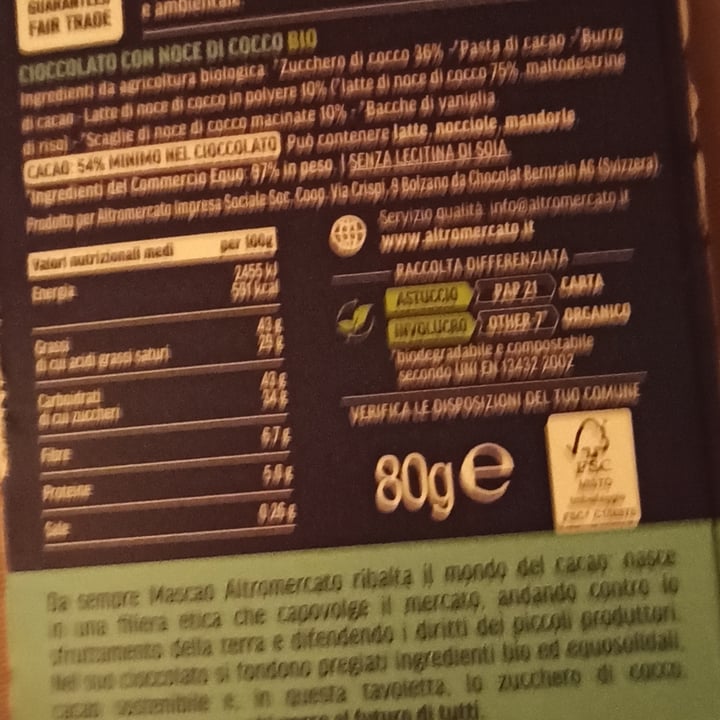 GUARANTEED
FAIR TRADE
e ambientale.
CIOCCOLATO CON NOCE DI COCCO BIO
Ingredienti da agricoltura biologica: *Zucchero di cocco 36% - *Pasta di cacao - *Burro
di cacao - Latte di noce di cocco in polvere 10% (latte di noce di cocco 75%, maltodestrine
di riso) - *Scaglie di noce di cocco macinate 10% - *Bacche di vaniglia
CACAO: 54% MINIMO NEL CIOCCOLATO Può contenere latte, nocciole, mandorle
*Ingredienti del Commercio Equo: 97% in peso. | SENZA LECITINA DI SOIA
Prodotto per Altromercato Impresa Sociale Soc. Coop. Via Crispi, 9 Bolzano da Chocolat Bernrain AG (Svizzera)
Servizio qualità: info@altromercato.it
www.altromercato.it
Valori nutrizionali medi per 100g
Energia 2455 kJ
591 kcal
Grassi 43 g
di cui acidi grassi saturi
Carboidrati
di cui zuccheri 34 g
Fibre 6,7 g
Proteine
Sale 0,26 g
RACCOLTA DIFFERENZIATA
ASTUCCIO PAP 21 CARTA
INVOLUCRO OTHER 7* ORGANICO
*biodegradabile e compostabile
secondo UNI EN 13432:2002
VERIFICA LE DISPOSIZIONI DEL TUO COMUNE
80g e
FSC
MISTO
Imballaggio
Da sempre Mascao Altromercato ribalta il mondo del cacao: nasce
in una filiera etica che capovolge il mercato, andando contro lo
sfruttamento della terra e difendendo i diritti dei piccoli produttori.
Nel suo cioccolato si fondono pregiati ingredienti bio ed equosolidali,
cacao sostenibile e, in questa tavoletta, lo zucchero di cocco
al futuro di tutti.